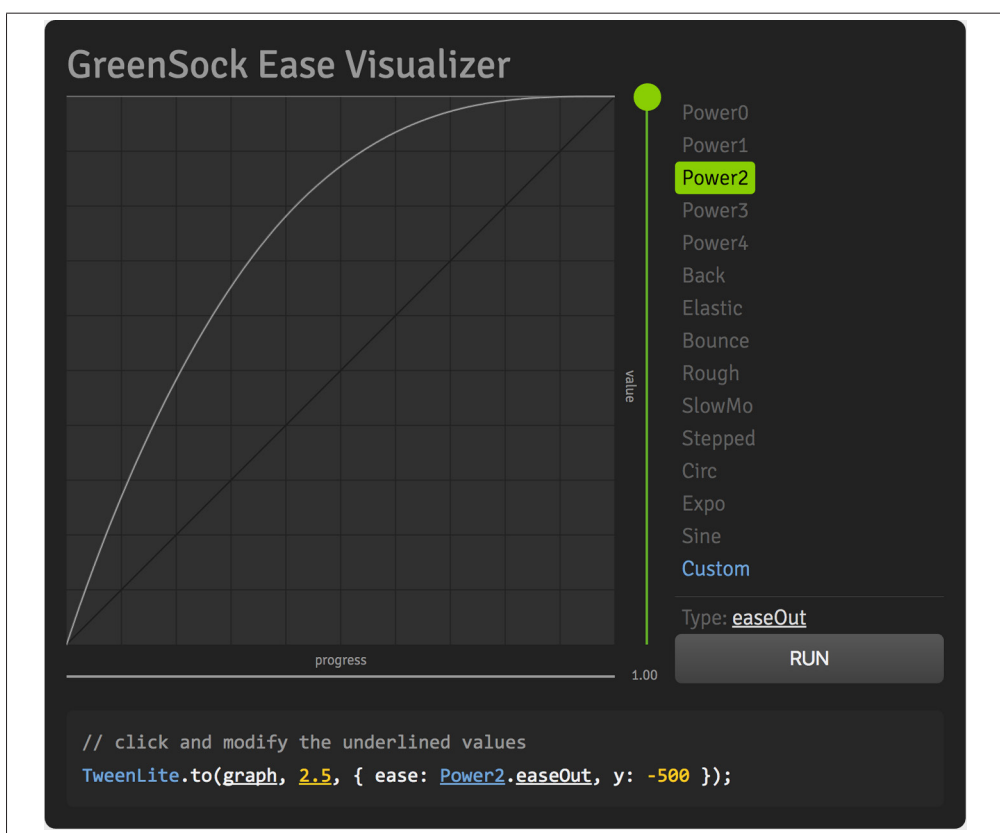 GreenSock Ease Visualizer
Power0
Power1
Power2
Power3
Power4
Back
Elastic
Bounce
Rough
SlowMo
Stepped
Circ
Expo
Sine
Custom
value
Type: easeOut
RUN
progress
1.00
// click and modify the underlined values
TweenLite.to(graph, 2.5, { ease: Power2.easeOut, y: -500 });